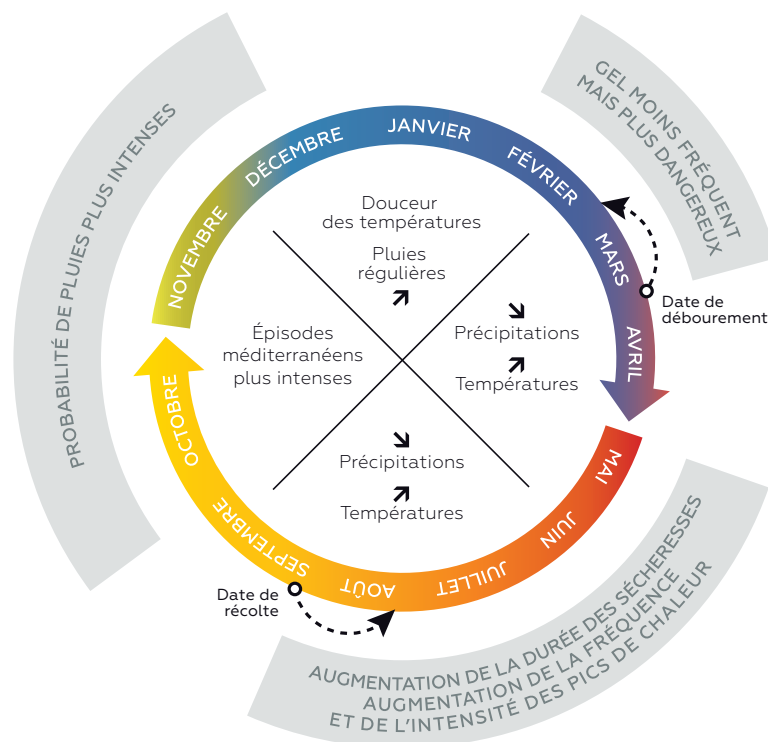 PROBABILITÉ DE PLUIES PLUS INTENSES
GEL MOINS FRÉQUENT
MAIS PLUS DANGEREUX
JANVIER
FÉVRIER
MARS
AVRIL
MAI
JUIN
JUILLET
AOÛT
SEPTEMBRE
OCTOBRE
NOVEMBRE
DÉCEMBRE
Douceur
des températures
Pluies
régulières
Précipitations
Températures
Date de
débourement
Épisodes
méditerranéens
plus intenses
Précipitations
Températures
Date de
récolte
AUGMENTATION DE LA DURÉE DES SÉCHERESSES
AUGMENTATION DE LA FRÉQUENCE
ET DE L'INTENSITÉ DES PICS DE CHALEUR